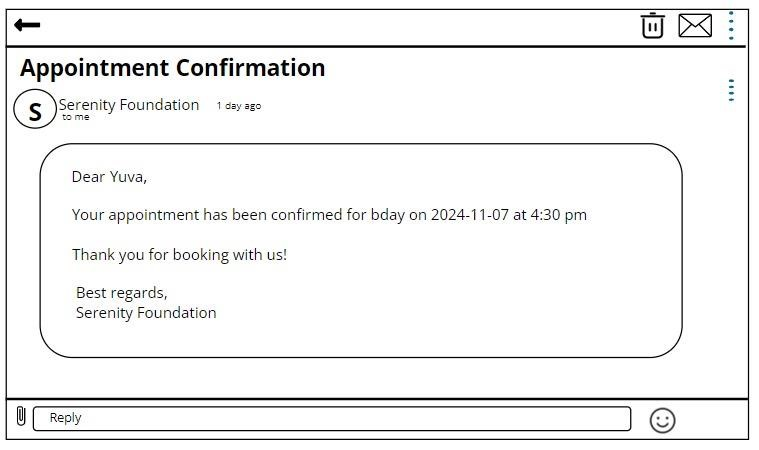 Appointment Confirmation
S
Serenity Foundation 1 day ago
to me
Dear Yuva,
Your appointment has been confirmed for bday on 2024-11-07 at 4:30 pm
Thank you for booking with us!
Best regards,
Serenity Foundation
Reply